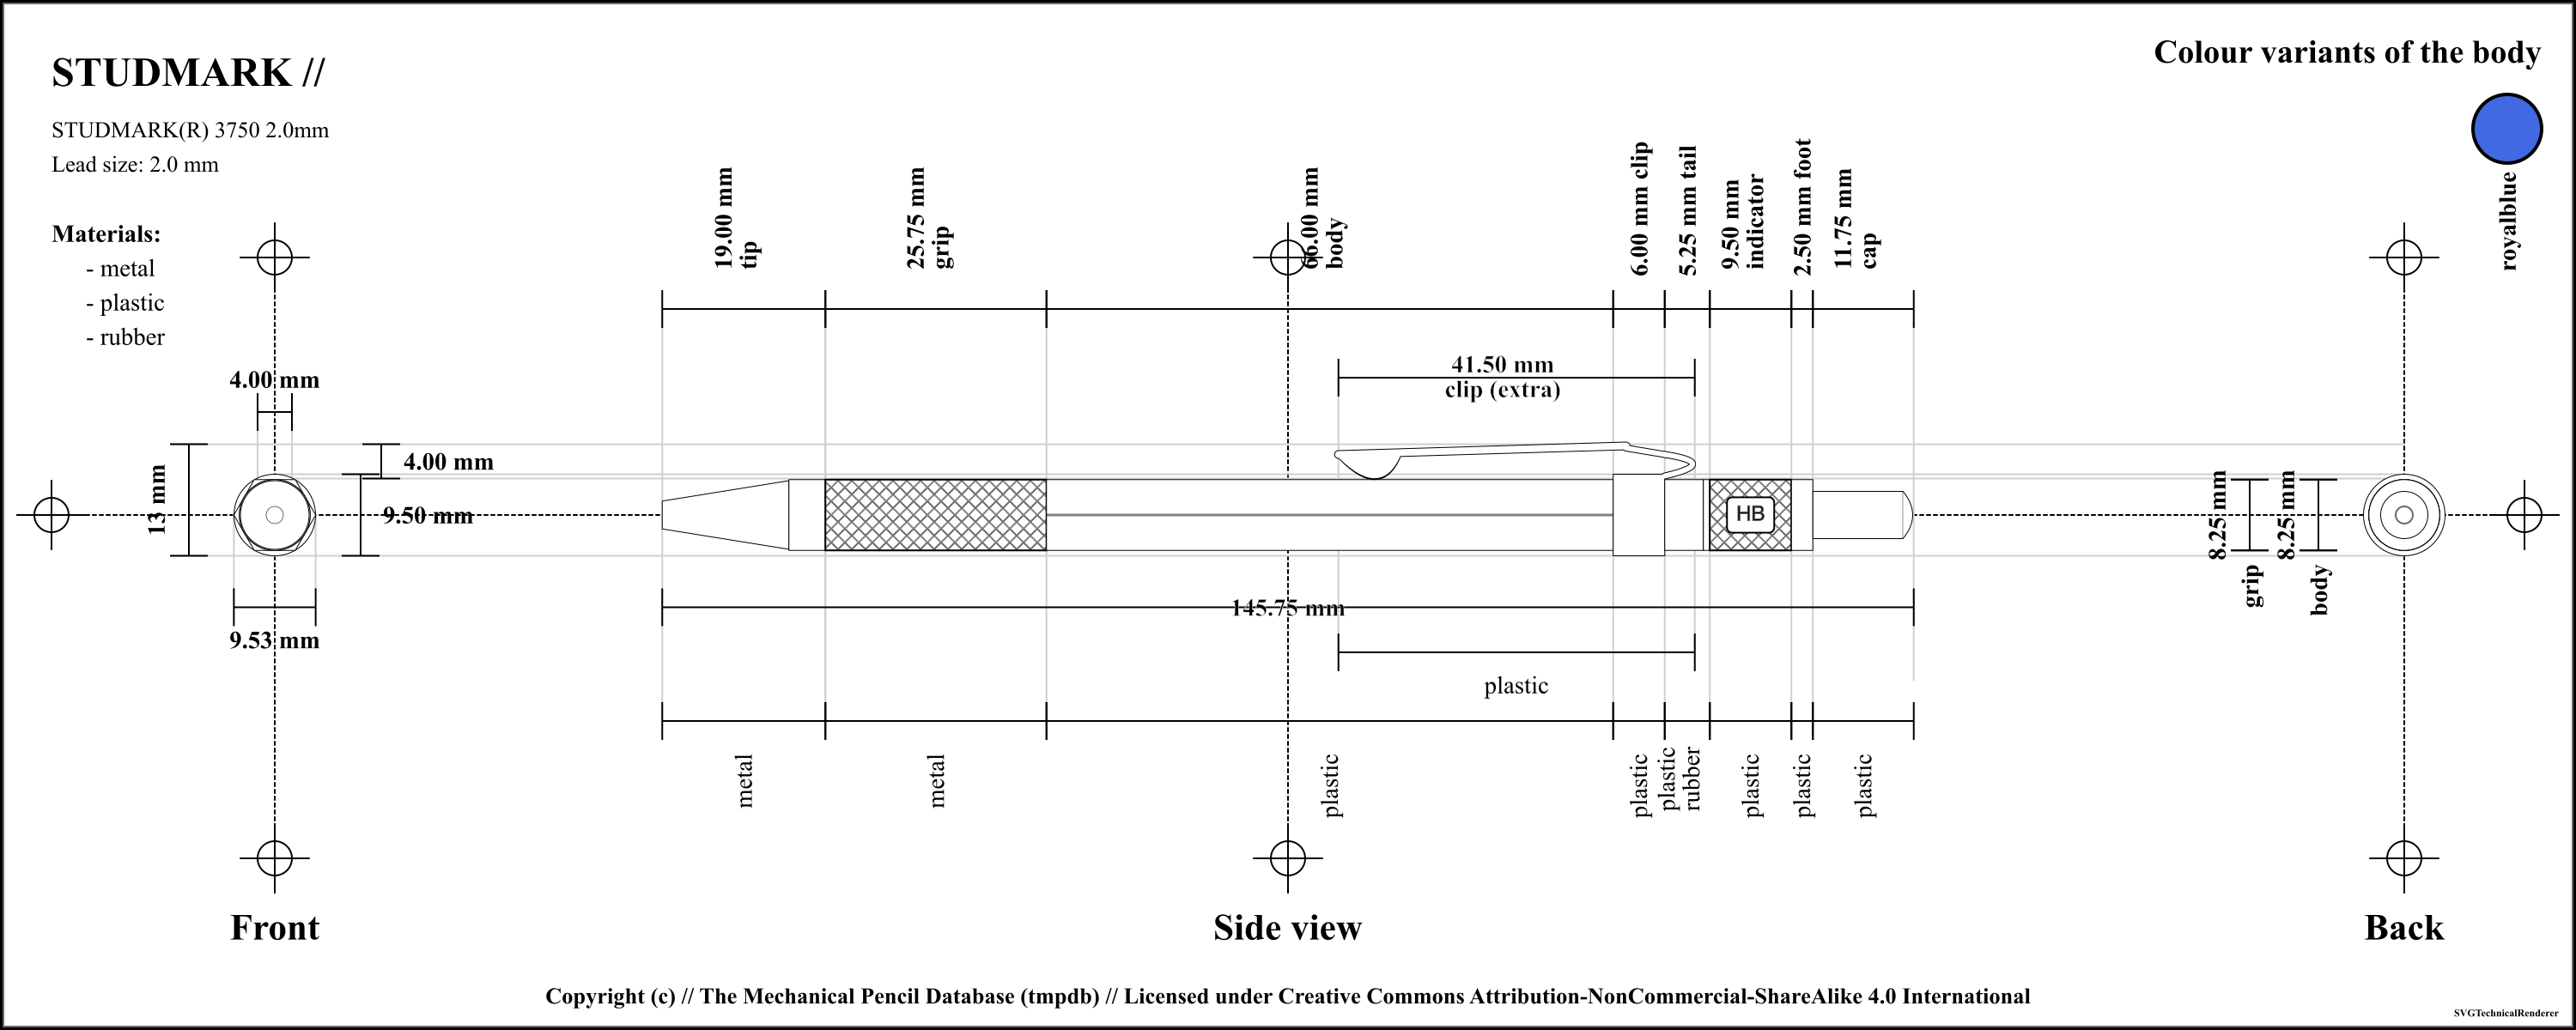 STUDMARK //
STUDMARK(R) 3750 2.0mm
Lead size: 2.0 mm
Materials:
- metal
- plastic
- rubber
Colour variants of the body
royalblue
19.00 mm
tip
25.75 mm
grip
66.00 mm
body
6.00 mm clip
5.25 mm tail
9.50 mm
indicator
2.50 mm foot
11.75 mm
cap
41.50 mm
clip (extra)
4.00 mm
4.00 mm
13 mm
9.50 mm
9.53 mm
HB
8.25 mm
grip
8.25 mm
body
145.75 mm
plastic
metal
metal
plastic
plastic
plastic
rubber
plastic
plastic
plastic
Front
Side view
Back
Copyright (c) // The Mechanical Pencil Database (tmpdb) // Licensed under Creative Commons Attribution-NonCommercial-ShareAlike 4.0 International
SVGTechnicalRenderer